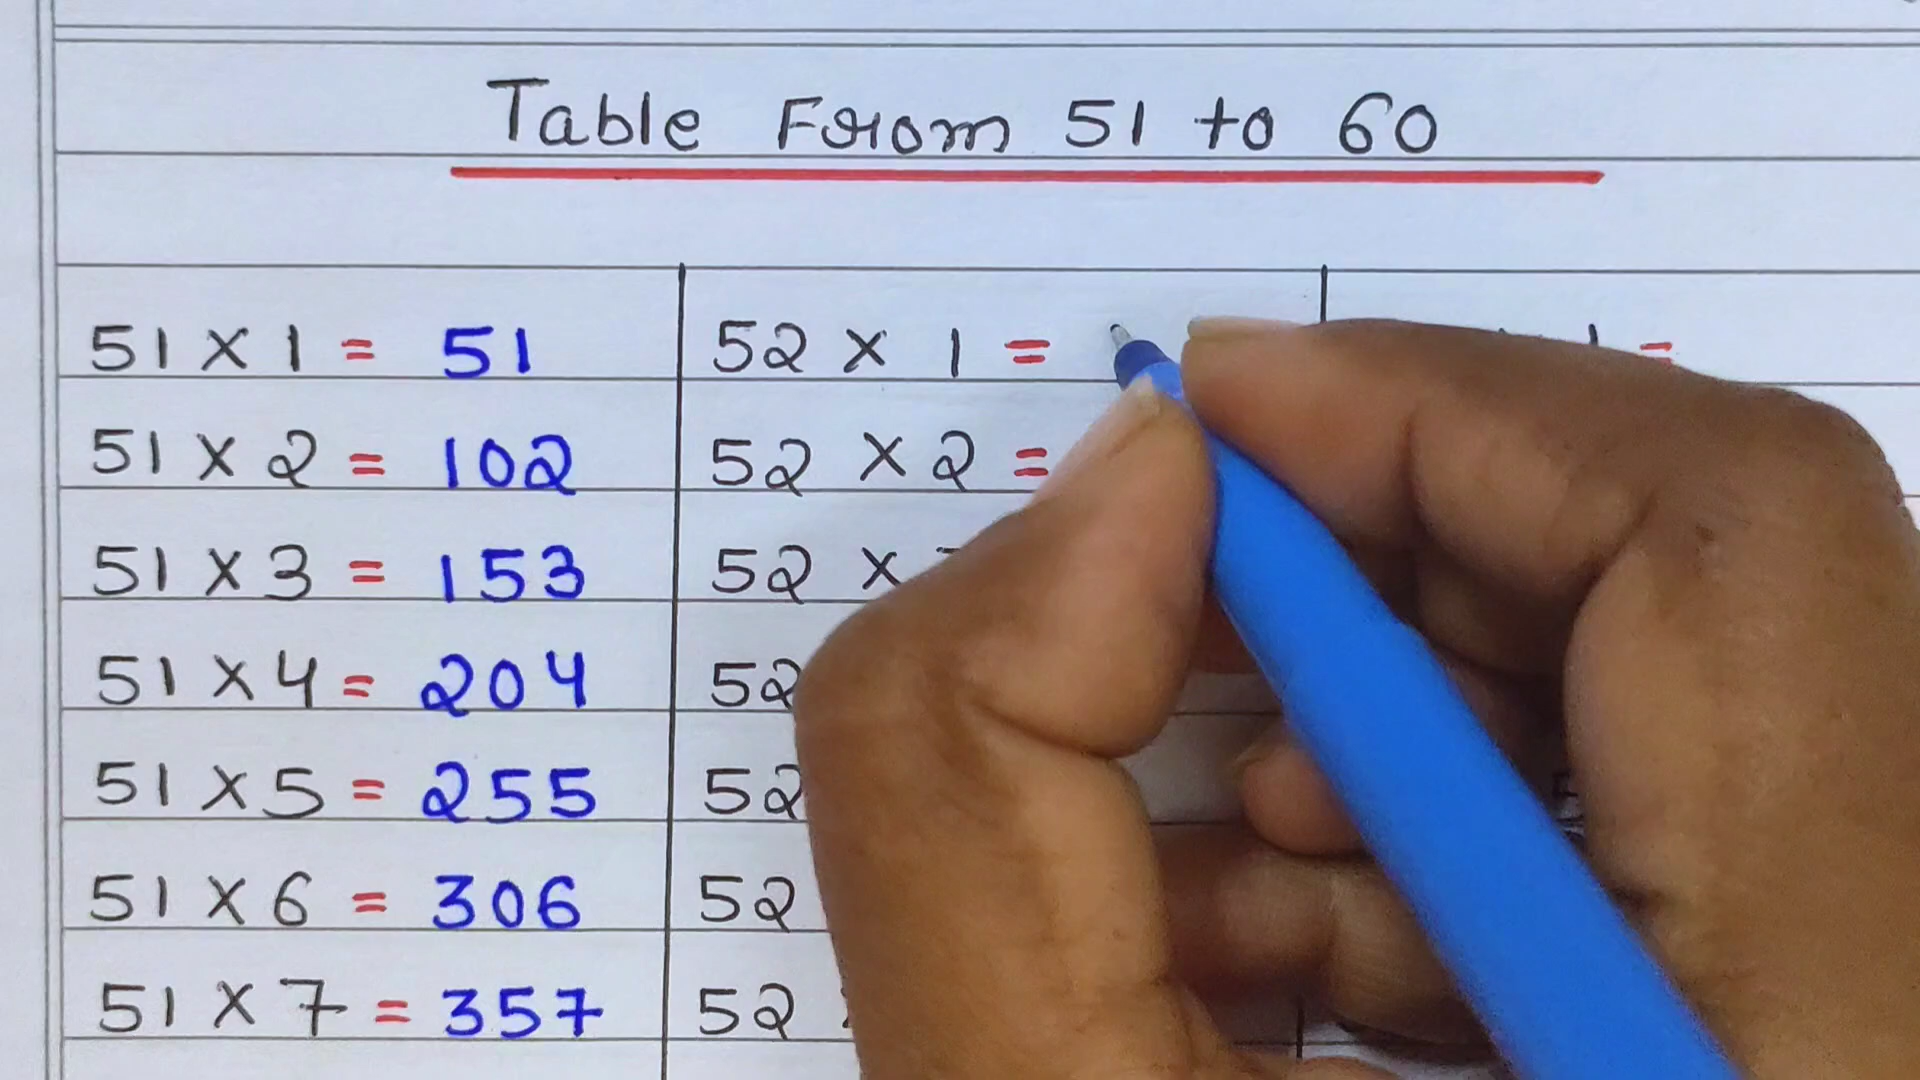 Table From 51 to 60
51 × 1 = 51
51 × 2 = 102
51 × 3 = 153
51 × 4 = 204
51 × 5 = 255
51 × 6 = 306
51 × 7 = 357
52 × 1 =
52 × 2 =
52 ×
52
52
52
52
1 =